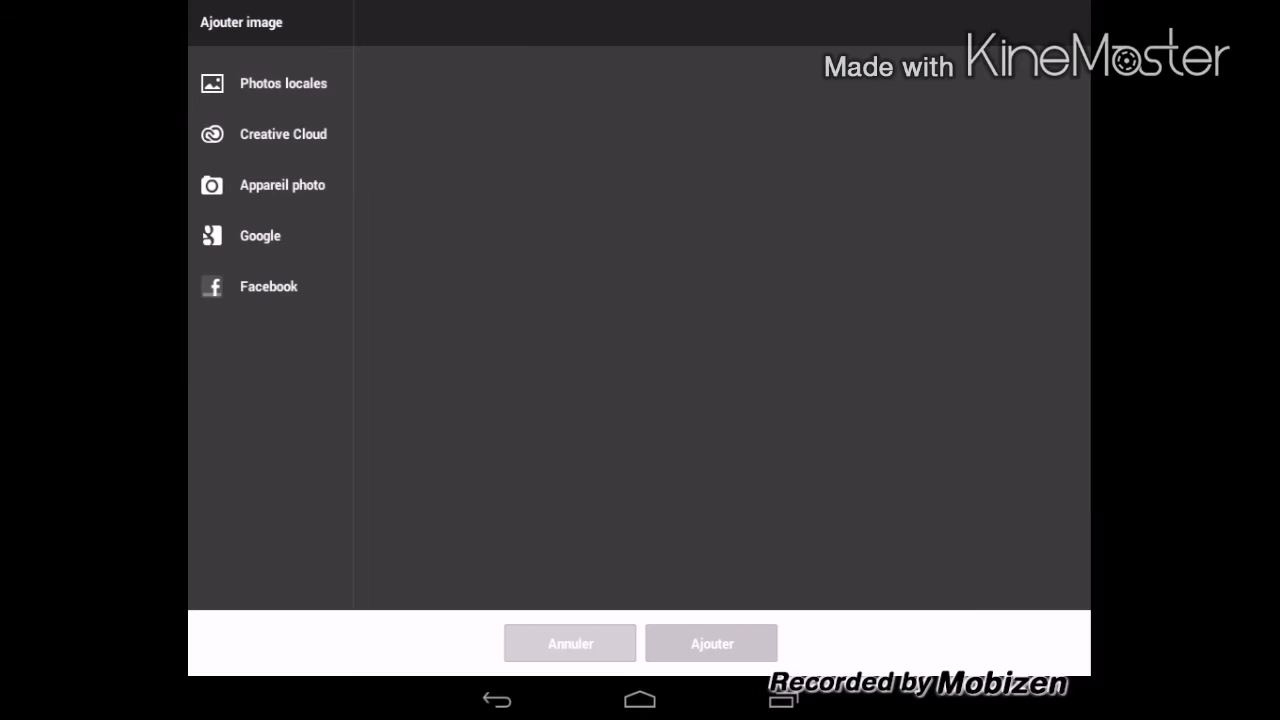 Ajouter image
Made with KineMaster
Photos locales
Creative Cloud
Appareil photo
Google
Facebook
Annuler
Ajouter
Recorded by Mobizen